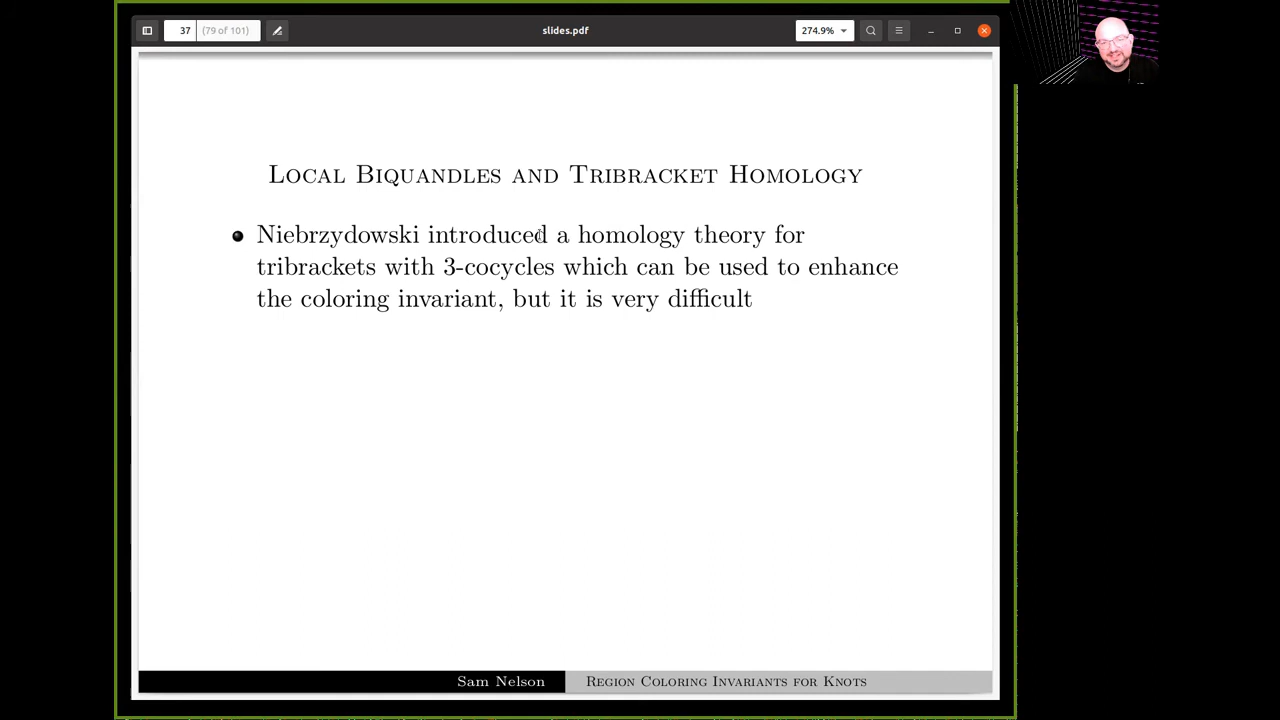 37 (79 of 101) slides.pdf 274.9%
Local Biquandles and Tribracket Homology
Niebrzydowski introduced a homology theory for
tribrackets with 3-cocycles which can be used to enhance
the coloring invariant, but it is very difficult
Sam Nelson Region Coloring Invariants for Knots